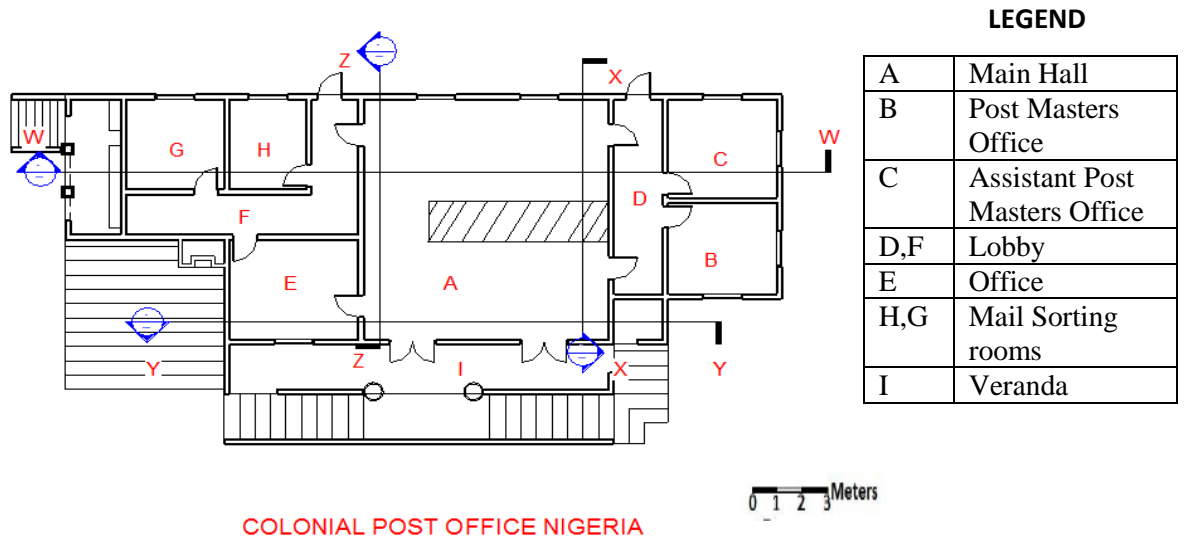 LEGEND
Z
X
A Main Hall
B Post Masters
Office
C Assistant Post
Masters Office
D,F Lobby
E Office
H,G Mail Sorting
rooms
I Veranda
W
G
H
C
W
D
F
B
E
A
Y
Z
I
X
Y
0 1 2 3 Meters
COLONIAL POST OFFICE NIGERIA